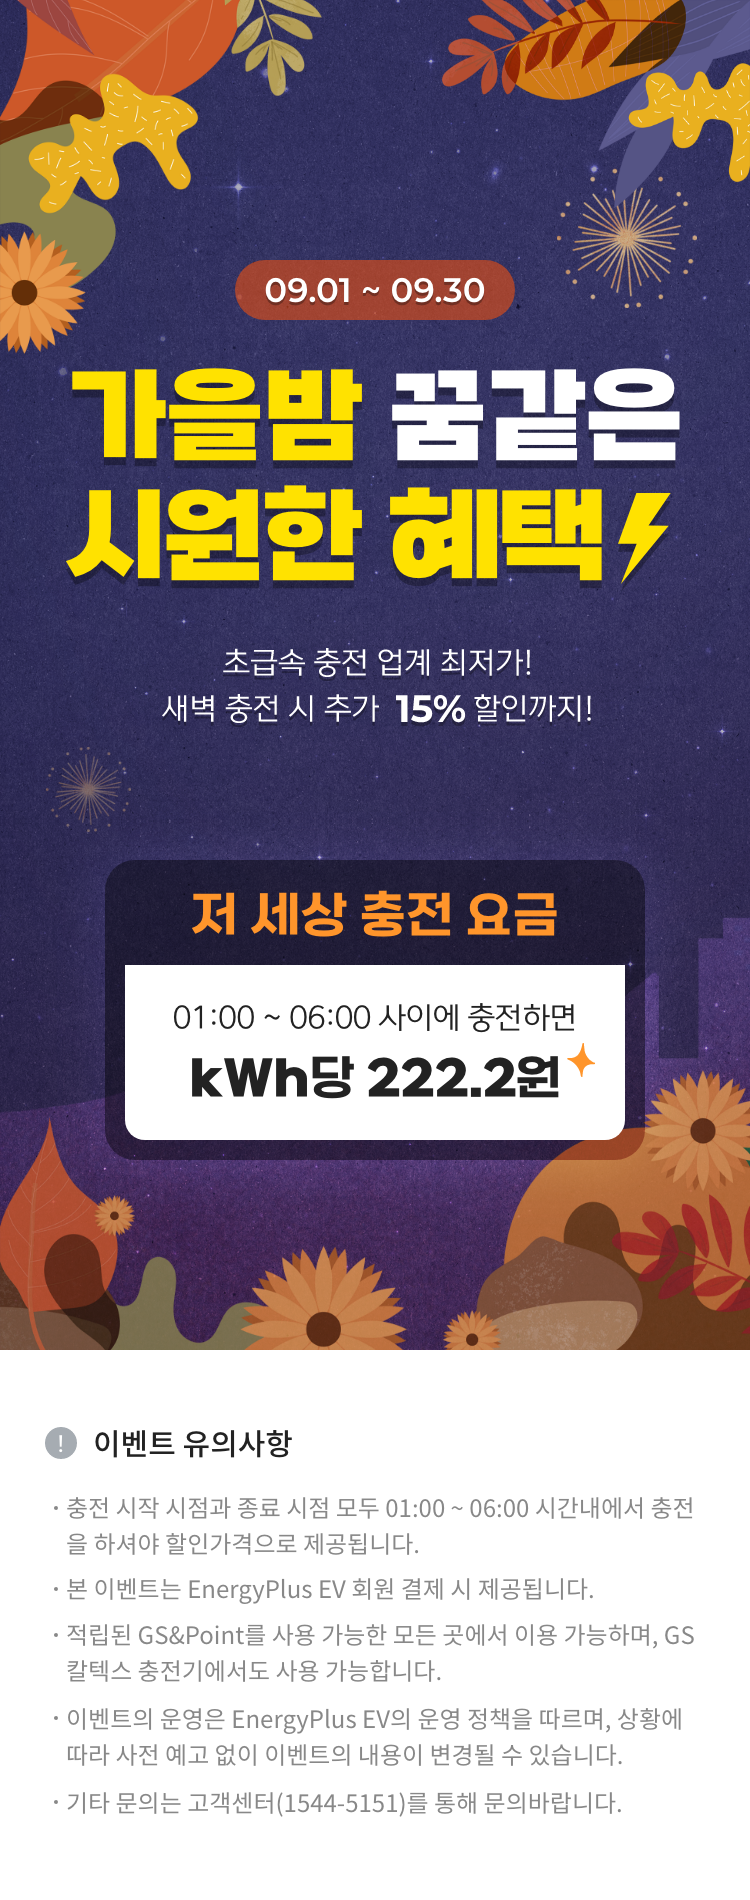 09.01 ~ 09.30
가을밤 꿈같은
시원한 혜택
초급속 충전 업계 최저가!
새벽 충전 시 추가 15% 할인까지!
저 세상 충전 요금
01:00 ~ 06:00 사이에 충전하면
kWh당 222.2원
! 이벤트 유의사항
· 충전 시작 시점과 종료 시점 모두 01:00 ~ 06:00 시간내에서 충전
을 하셔야 할인가격으로 제공됩니다.
· 본 이벤트는 EnergyPlus EV 회원 결제 시 제공됩니다.
· 적립된 GS&Point를 사용 가능한 모든 곳에서 이용 가능하며, GS
칼텍스 충전기에서도 사용 가능합니다.
· 이벤트의 운영은 EnergyPlus EV의 운영 정책을 따르며, 상황에
따라 사전 예고 없이 이벤트의 내용이 변경될 수 있습니다.
· 기타 문의는 고객센터(1544-5151)를 통해 문의바랍니다.